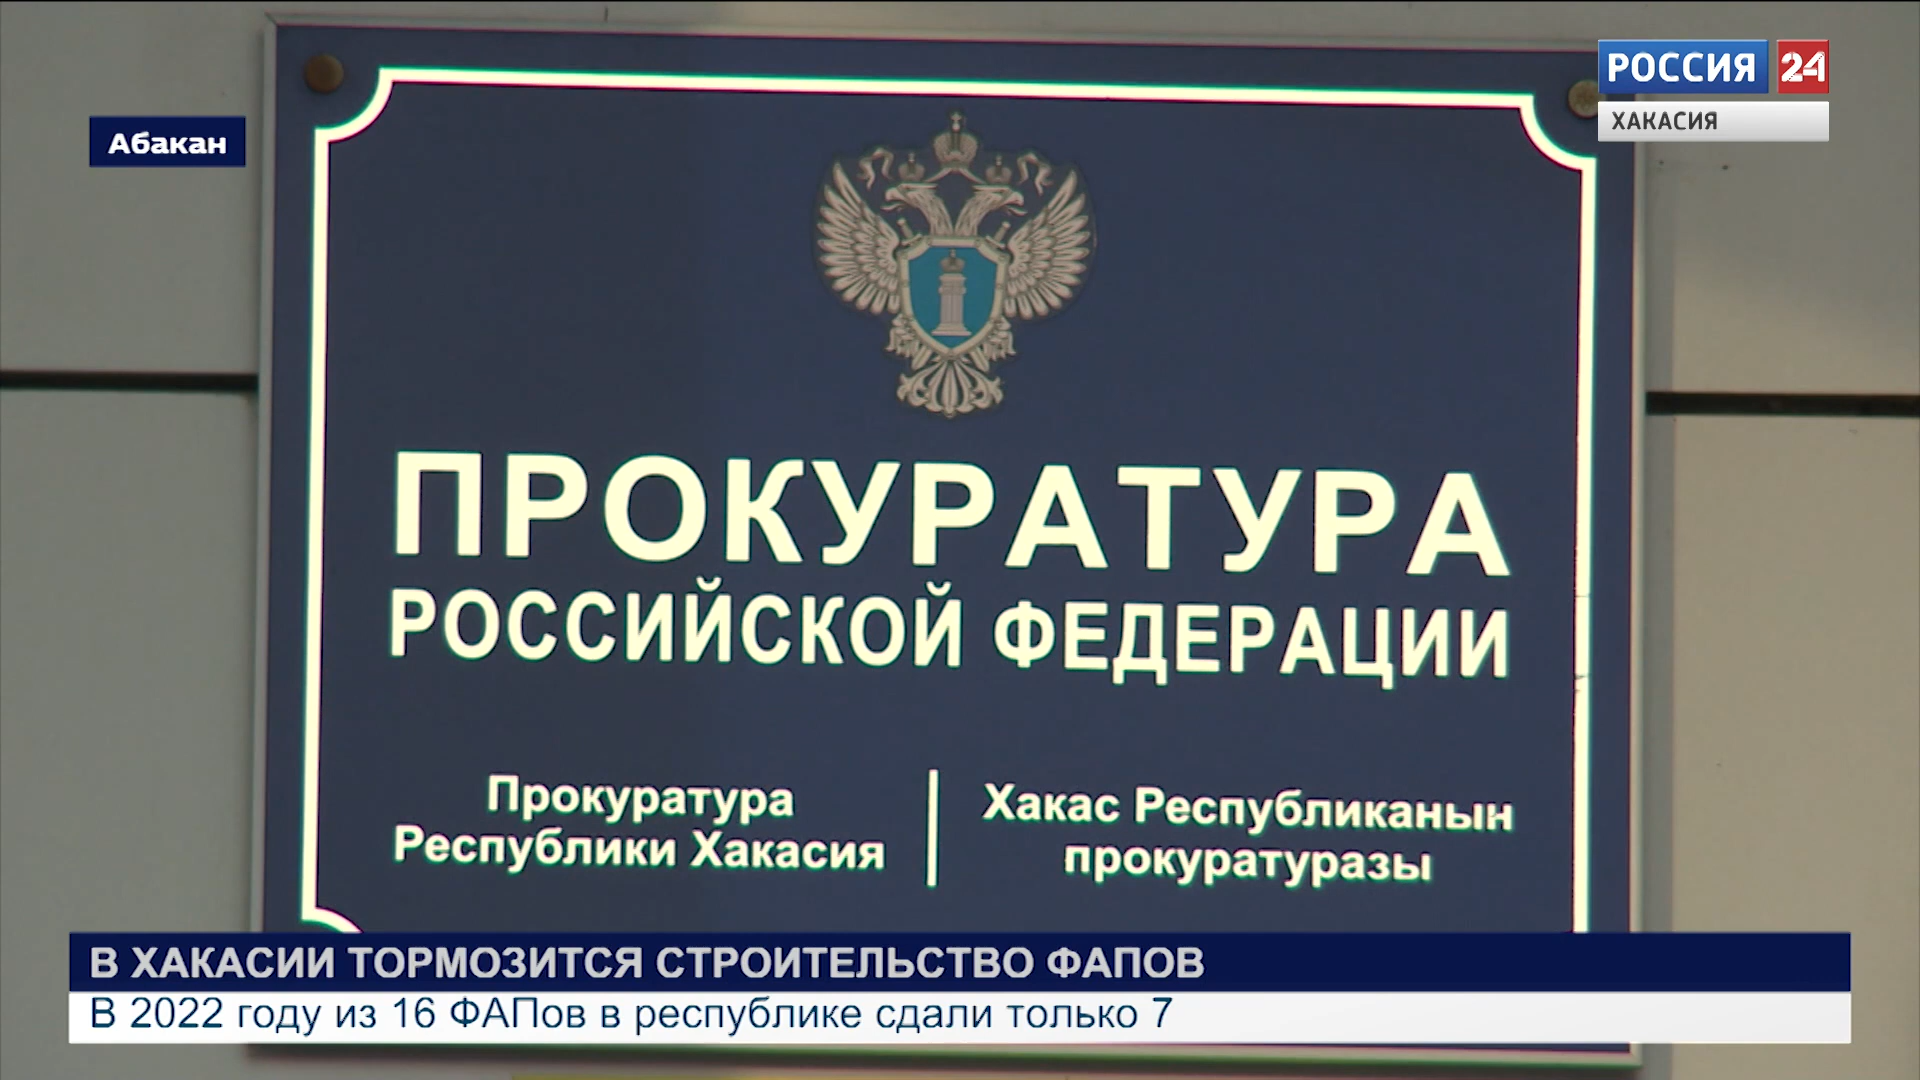 РОССИЯ 24
ХАКАСИЯ
Абакан
ПРОКУРАТУРА
РОССИЙСКОЙ ФЕДЕРАЦИИ
Прокуратура
Республики Хакасия
Хакас Республиканын
прокуратуразы
В ХАКАСИИ ТОРМОЗИТСЯ СТРОИТЕЛЬСТВО ФАПОВ
В 2022 году из 16 ФАПов в республике сдали только 7